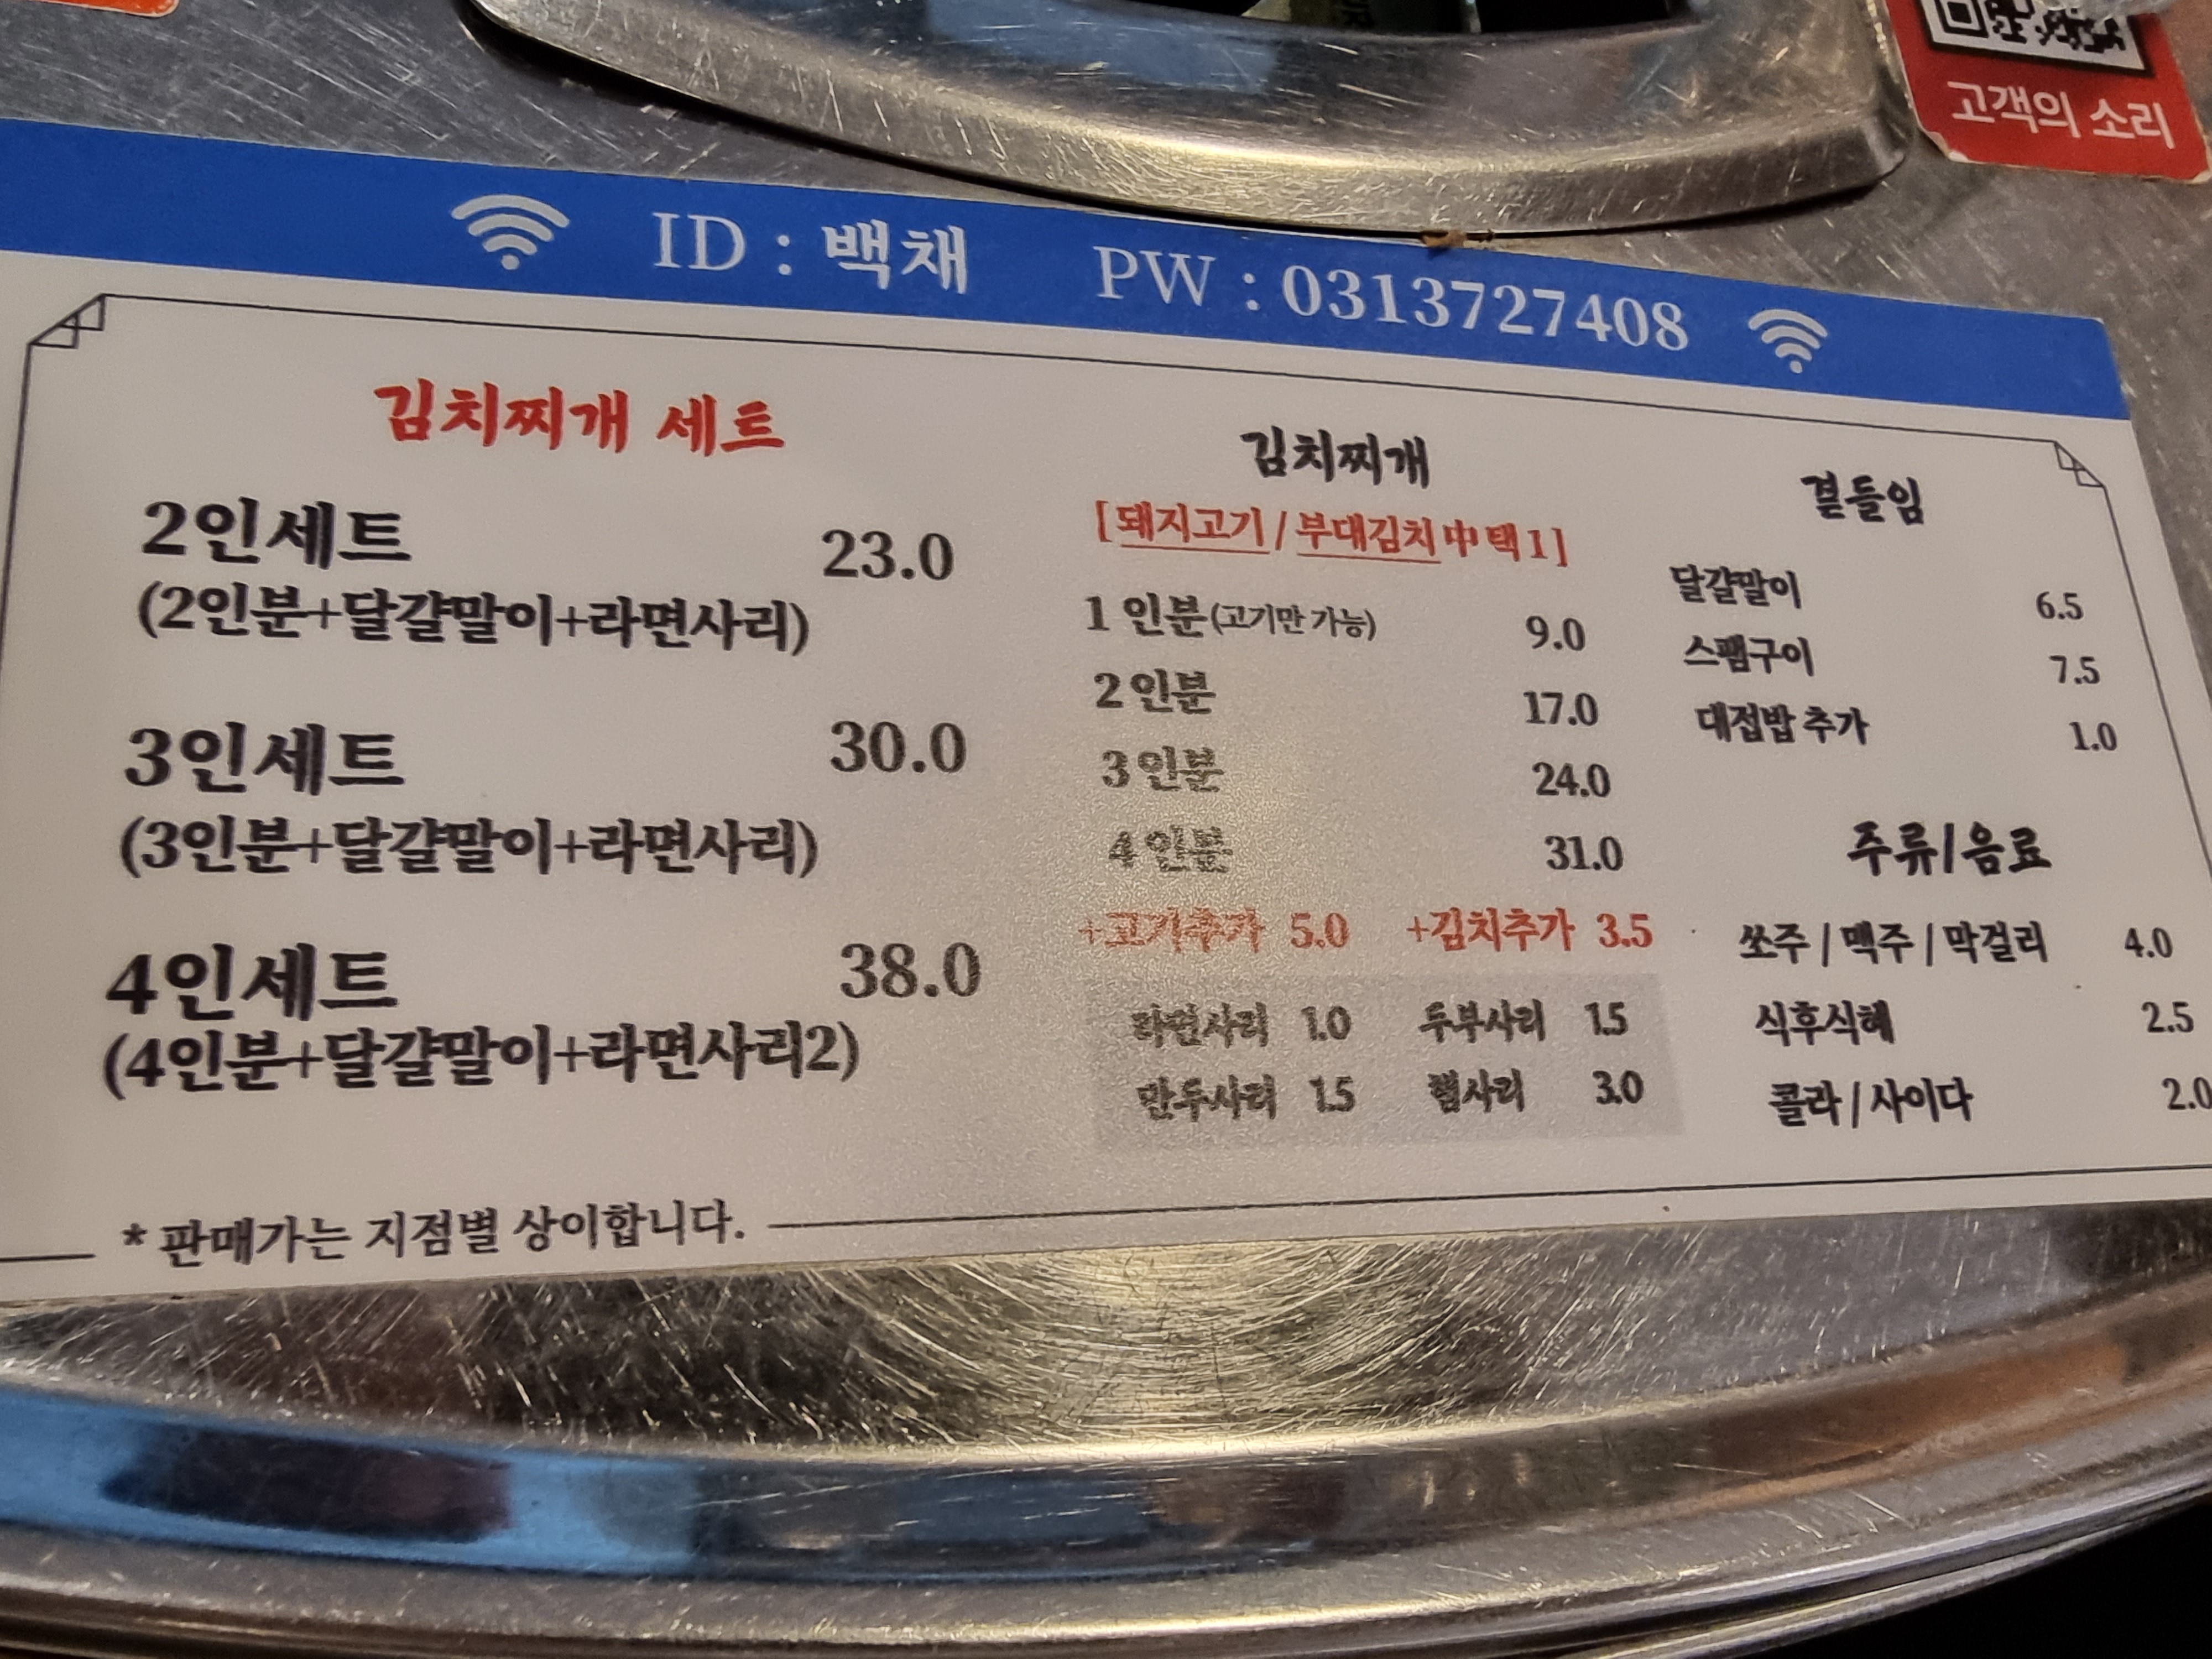 고객의 소리
ID : 백채 PW : 0313727408
김치찌개 세트
2인세트 23.0
(2인분+달걀말이+라면사리)
3인세트 30.0
(3인분+달걀말이+라면사리)
4인세트 38.0
(4인분+달걀말이+라면사리2)
* 판매가는 지점별 상이합니다.
김치찌개
[돼지고기/부대김치中택1]
1 인분(고기만 가능) 9.0
2 인분 17.0
3 인분 24.0
4 인분 31.0
+고기추가 5.0 +김치추가 3.5
라면사리 1.0 두부사리 1.5
만두사리 1.5 햄사리 3.0
곁들임
달걀말이 6.5
스팸구이 7.5
대접밥 추가 1.0
주류/음료
쏘주 / 맥주 / 막걸리 4.0
식후식혜 2.5
콜라 / 사이다 2.0